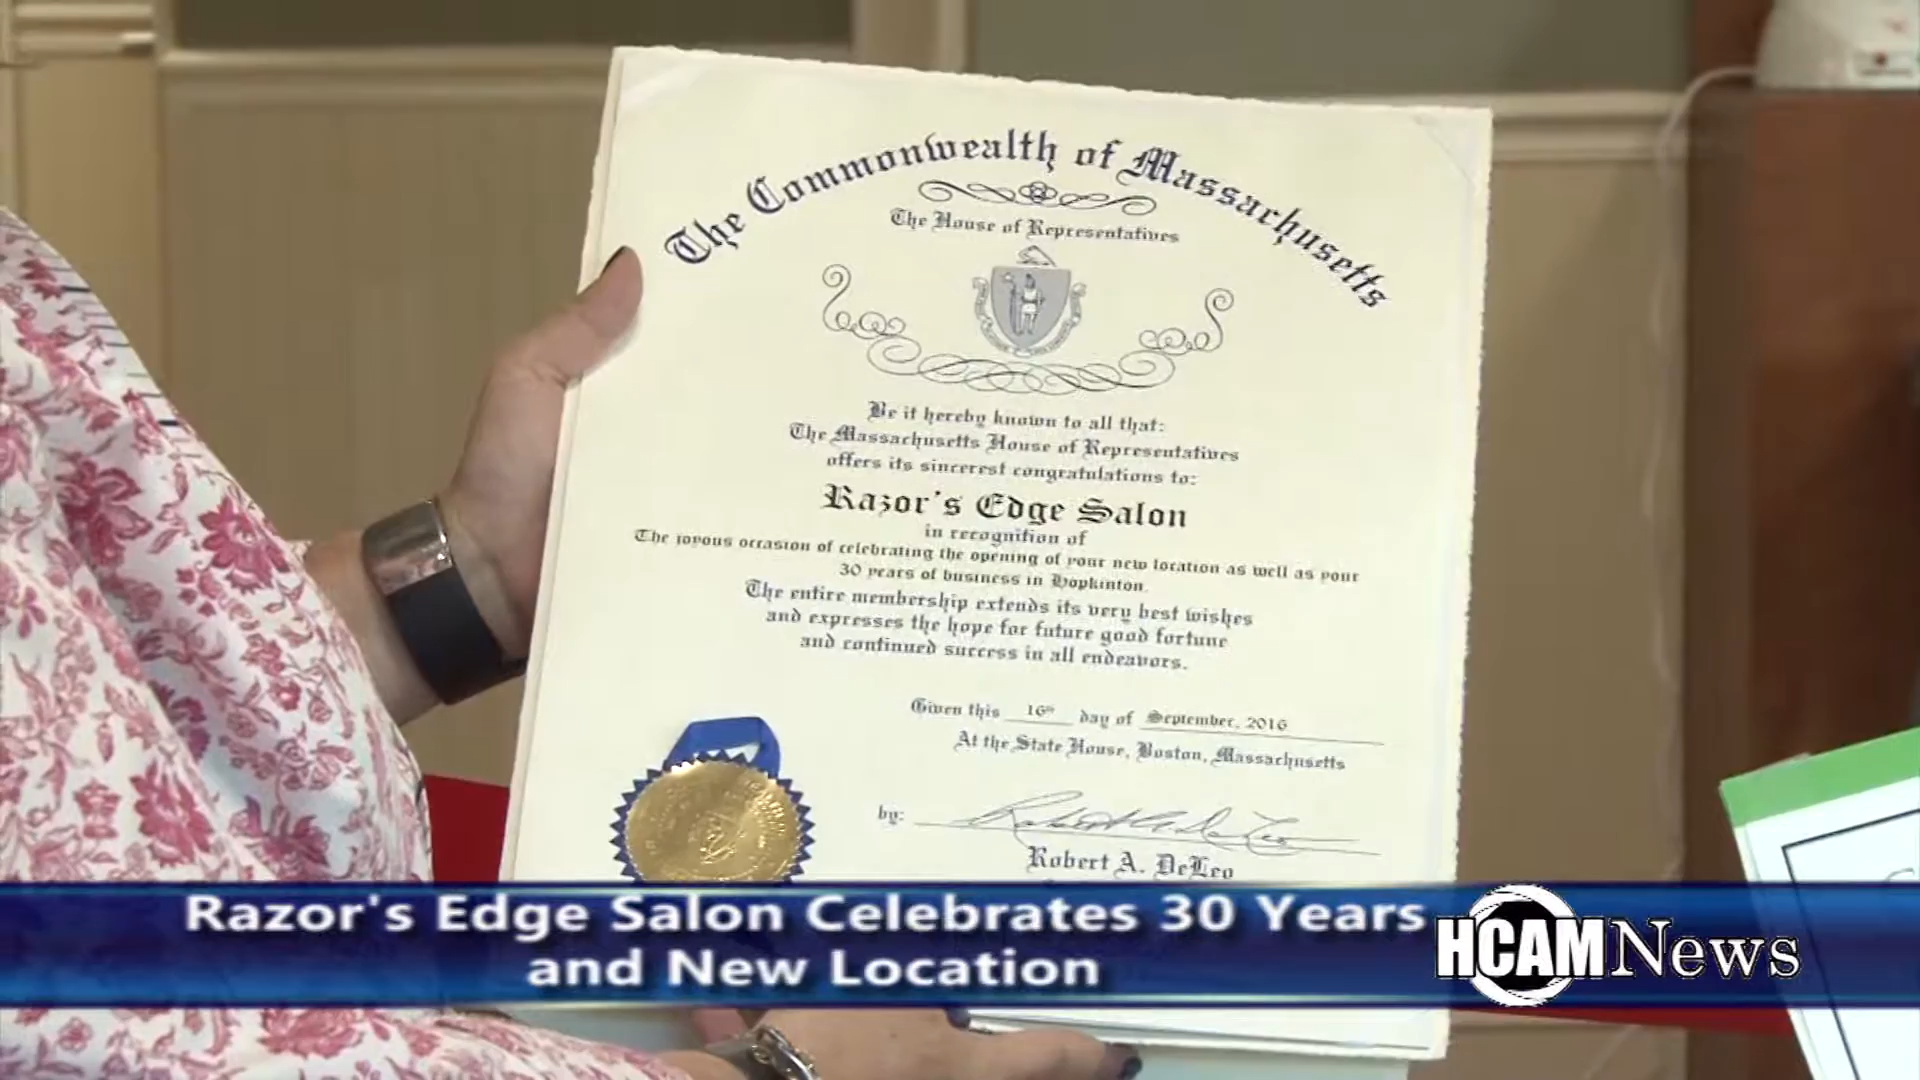 The Commonwealth of Massachusetts
The House of Representatives
Be it hereby known to all that:
The Massachusetts House of Representatives
offers its sincerest congratulations to:
Razor's Edge Salon
in recognition of
The joyous occasion of celebrating the opening of your new location as well as your
30 years of business in Hopkinton.
The entire membership extends its very best wishes
and expresses the hope for future good fortune
and continued success in all endeavors.
Given this 16th day of September, 2016
At the State House, Boston, Massachusetts
by: Robert A. DeLeo
Robert A. DeLeo
Razor's Edge Salon Celebrates 30 Years
and New Location
HCAM News